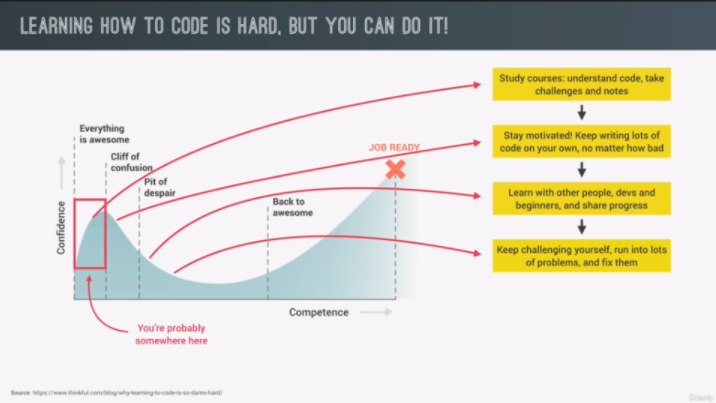 LEARNING HOW TO CODE IS HARD, BUT YOU CAN DO IT!
Everything
is awesome
Cliff of
confusion
Pit of
despair
Back to
awesome
JOB READY
Confidence
Competence
You're probably
somewhere here
Study courses: understand code, take
challenges and notes
Stay motivated! Keep writing lots of
code on your own, no matter how bad
Learn with other people, devs and
beginners, and share progress
Keep challenging yourself, run into lots
of problems, and fix them
Source: https://www.thinkful.com/blog/why-learning-to-code-is-so-damn-hard/
Udemy